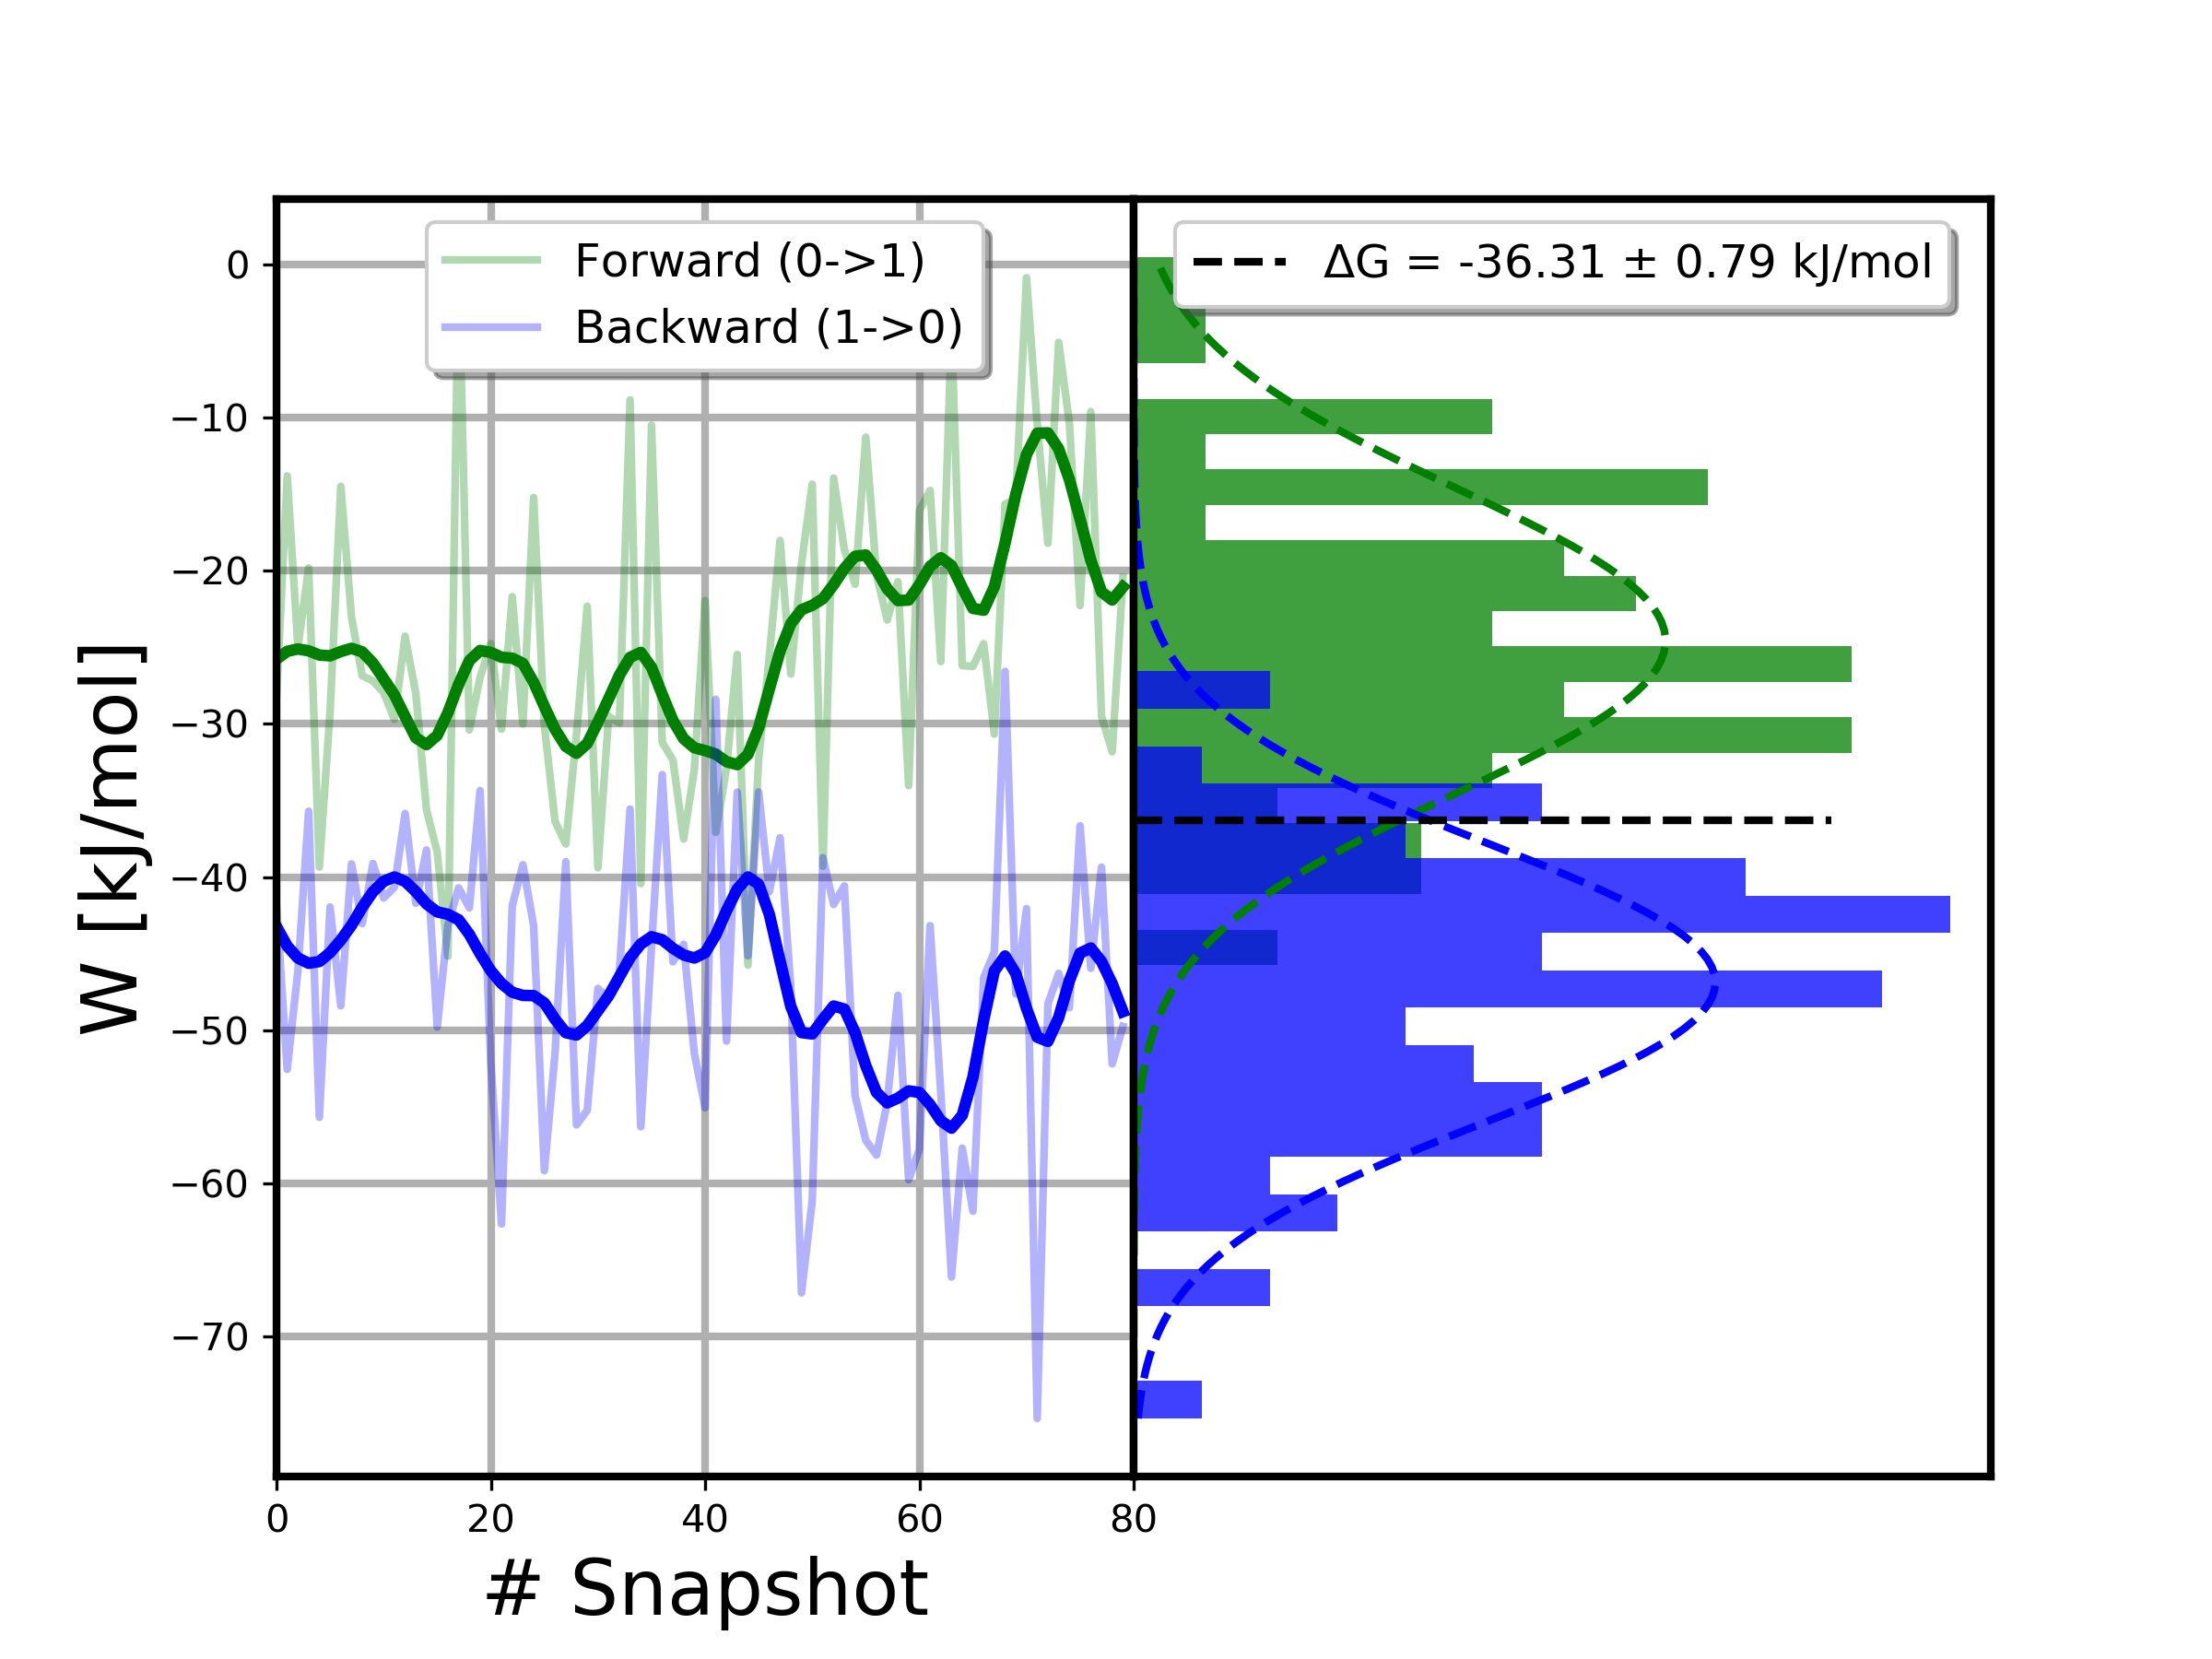 Forward (0->1)
Backward (1->0)
ΔG = -36.31 ± 0.79 kJ/mol
W [kJ/mol]
0
−10
−20
−30
−40
−50
−60
−70
0 20 40 60 80
# Snapshot